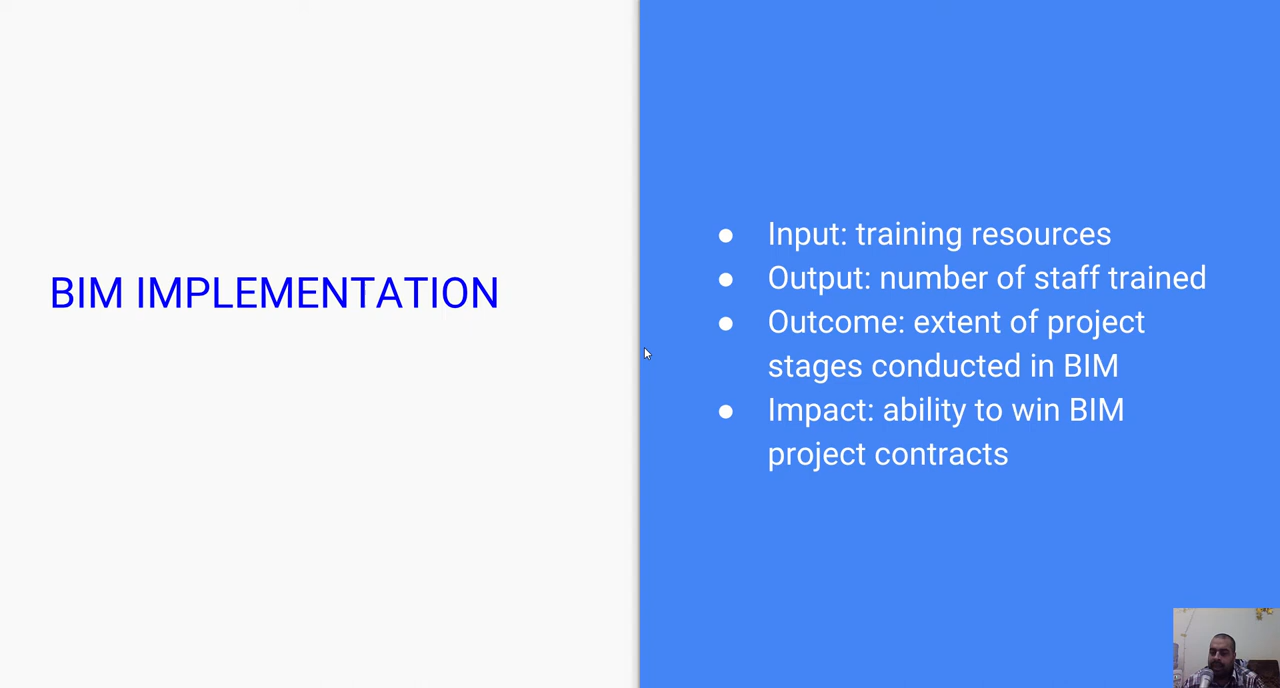 BIM IMPLEMENTATION
● Input: training resources
● Output: number of staff trained
● Outcome: extent of project
stages conducted in BIM
● Impact: ability to win BIM
project contracts